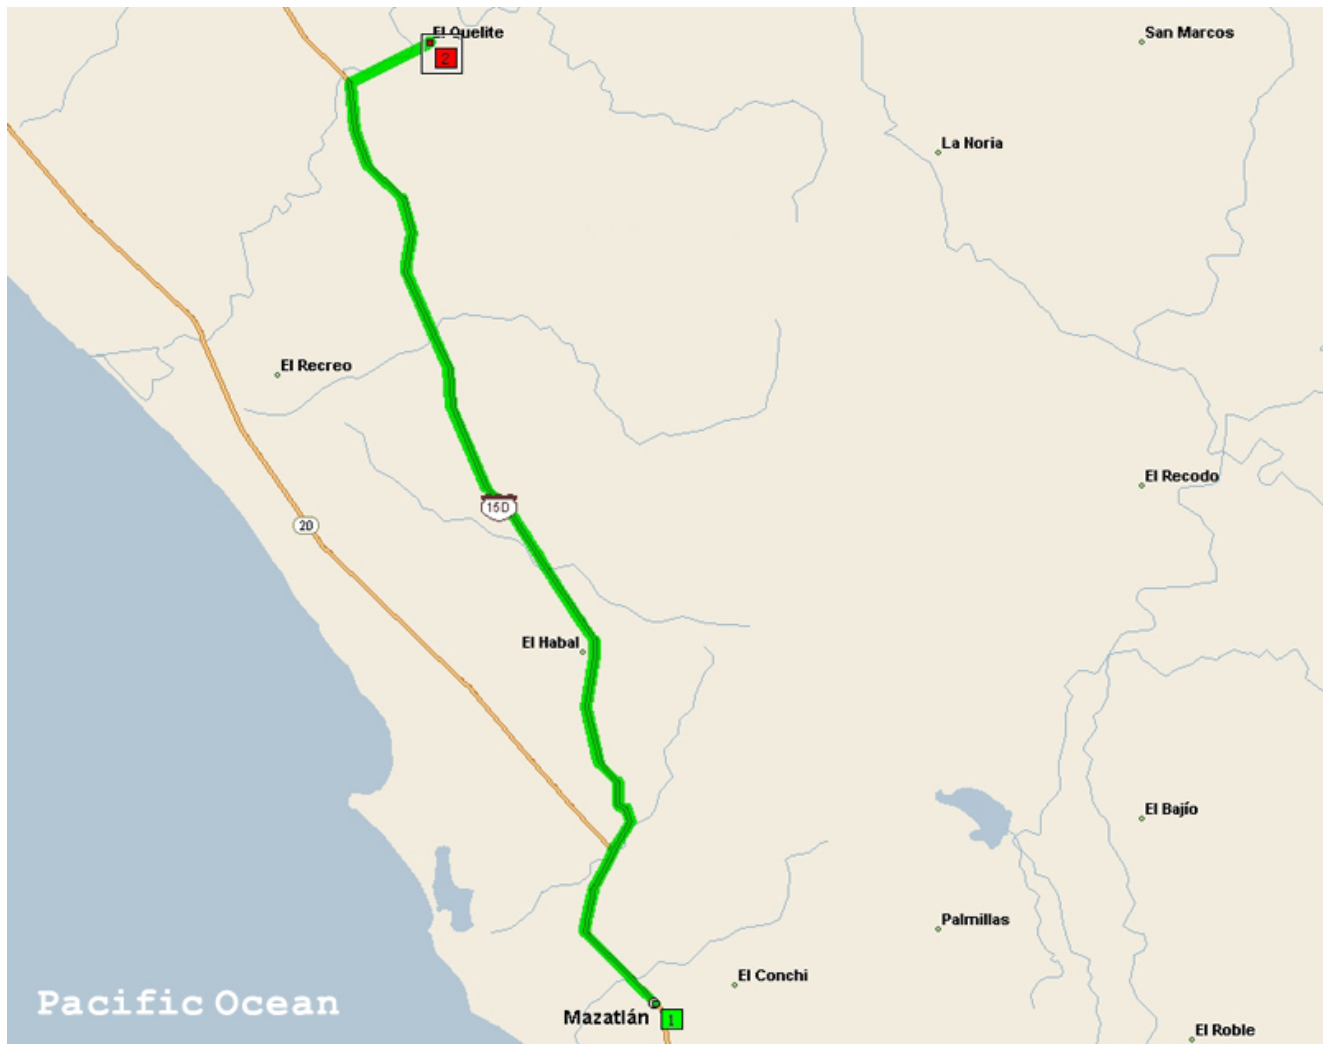 El Quelite
2
San Marcos
La Noria
El Recreo
El Recodo
15D
20
El Habal
El Bajío
Palmillas
El Conchi
Pacific Ocean
Mazatlán
1
El Roble